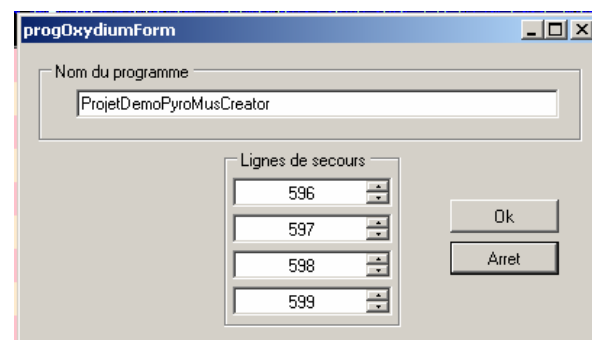 progOxydiumForm
Nom du programme
ProjetDemoPyroMusCreator
Lignes de secours
596
597
598
599
Ok
Arret